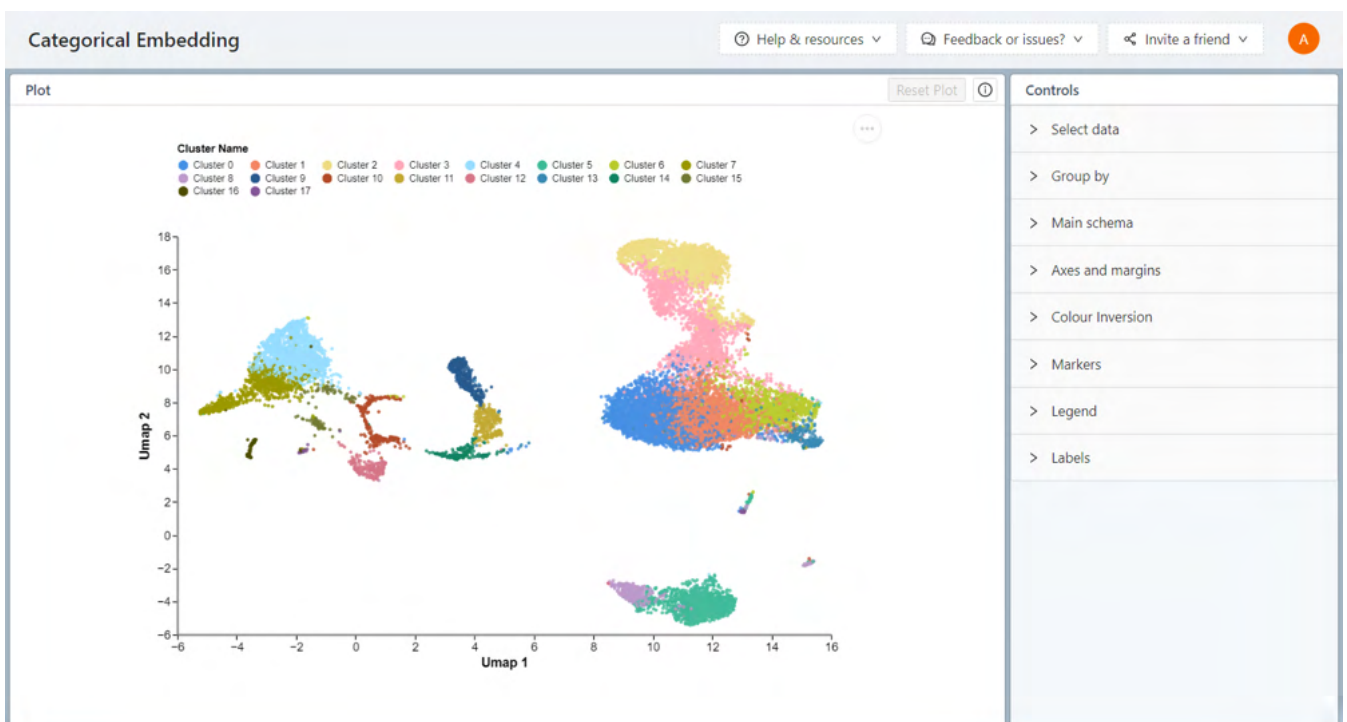 Categorical Embedding
Help & resources
Feedback or issues?
Invite a friend
A
Plot
Reset Plot
Controls
Cluster Name
Cluster 0 Cluster 1 Cluster 2 Cluster 3 Cluster 4 Cluster 5 Cluster 6 Cluster 7
Cluster 8 Cluster 9 Cluster 10 Cluster 11 Cluster 12 Cluster 13 Cluster 14 Cluster 15
Cluster 16 Cluster 17
18
16
14
12
10
8
6
4
2
0
−2
−4
−6
Umap 2
−6 −4 −2 0 2 4 6 8 10 12 14 16
Umap 1
Select data
Group by
Main schema
Axes and margins
Colour Inversion
Markers
Legend
Labels